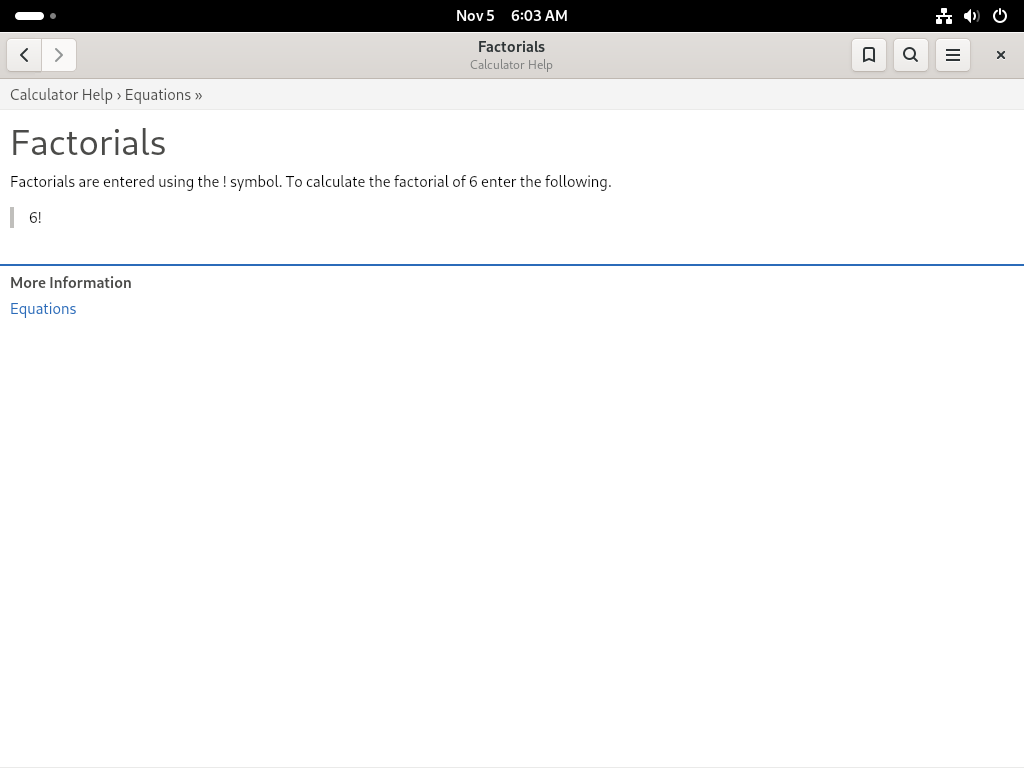 Nov 5 6:03 AM
Factorials
Calculator Help
Calculator Help › Equations »
Factorials
Factorials are entered using the ! symbol. To calculate the factorial of 6 enter the following.
6!
More Information
Equations